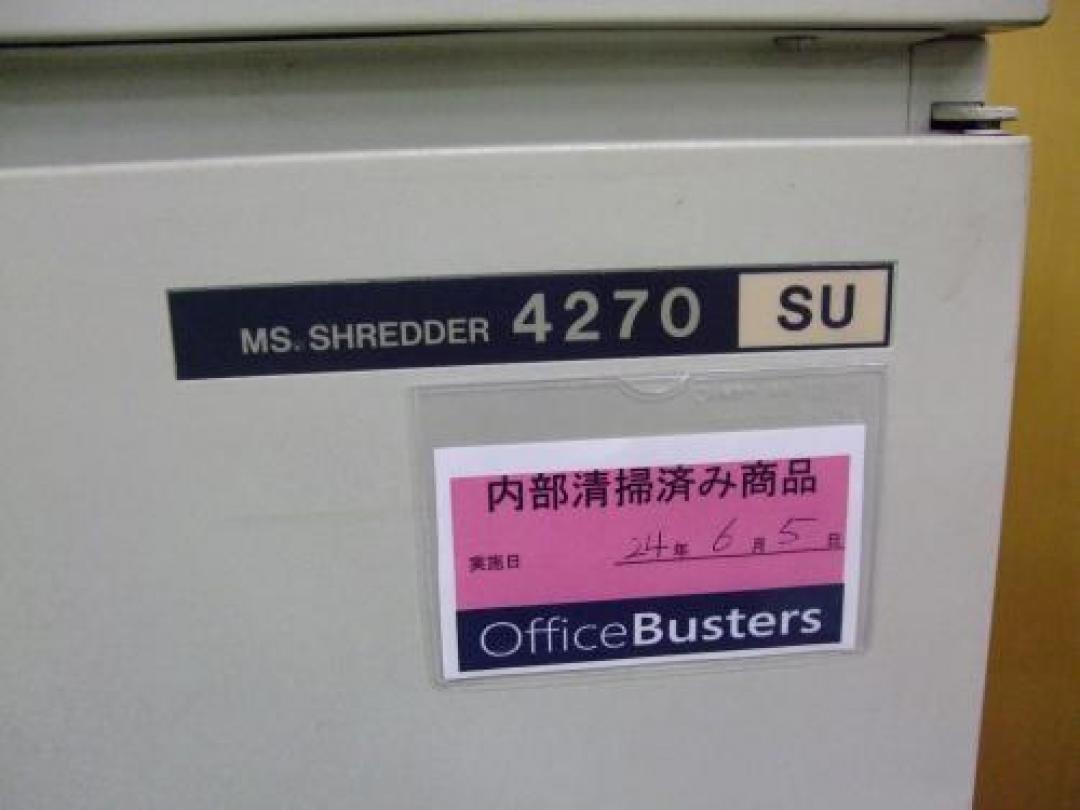 MS. SHREDDER 4270 SU
内部清掃済み商品
実施日 24年 6月 5日
OfficeBusters